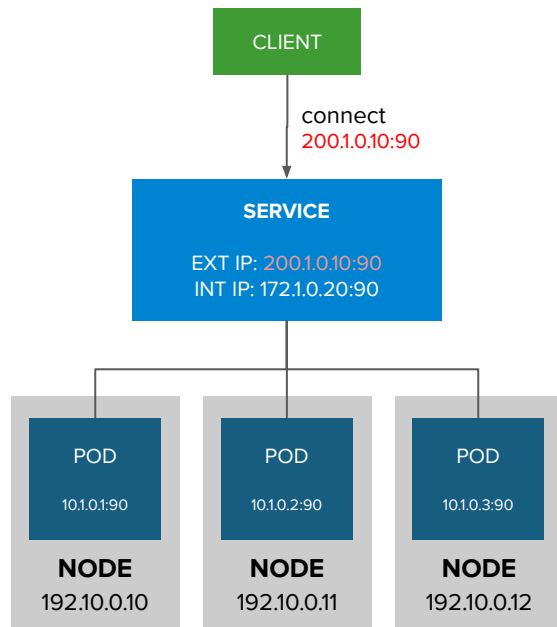 CLIENT
connect
200.1.0.10:90
SERVICE
EXT IP: 200.1.0.10:90
INT IP: 172.1.0.20:90
POD
10.1.0.1:90
NODE
192.10.0.10
POD
10.1.0.2:90
NODE
192.10.0.11
POD
10.1.0.3:90
NODE
192.10.0.12